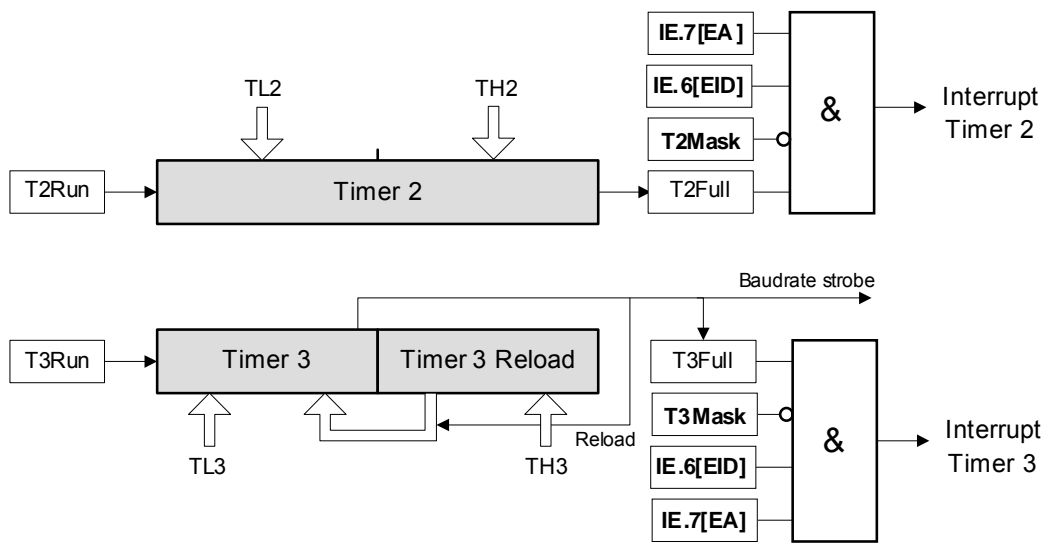 IE.7[EA]
TL2
TH2
IE.6[EID]
&
Interrupt
Timer 2
T2Mask
T2Run
Timer 2
T2Full
Baudrate strobe
T3Run
Timer 3
Timer 3 Reload
T3Full
T3Mask
Reload
&
Interrupt
Timer 3
TL3
TH3
IE.6[EID]
IE.7[EA]